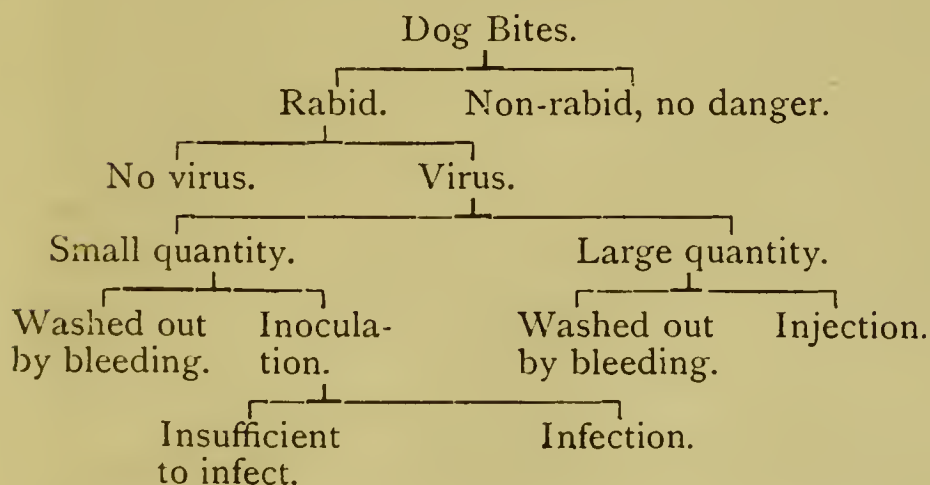 Dog Bites.
Rabid. Non-rabid, no danger.
No virus. Virus.
Small quantity. Large quantity.
Washed out Inocula- Washed out Injection.
by bleeding. tion. by bleeding.
Insufficient Infection.
to infect.